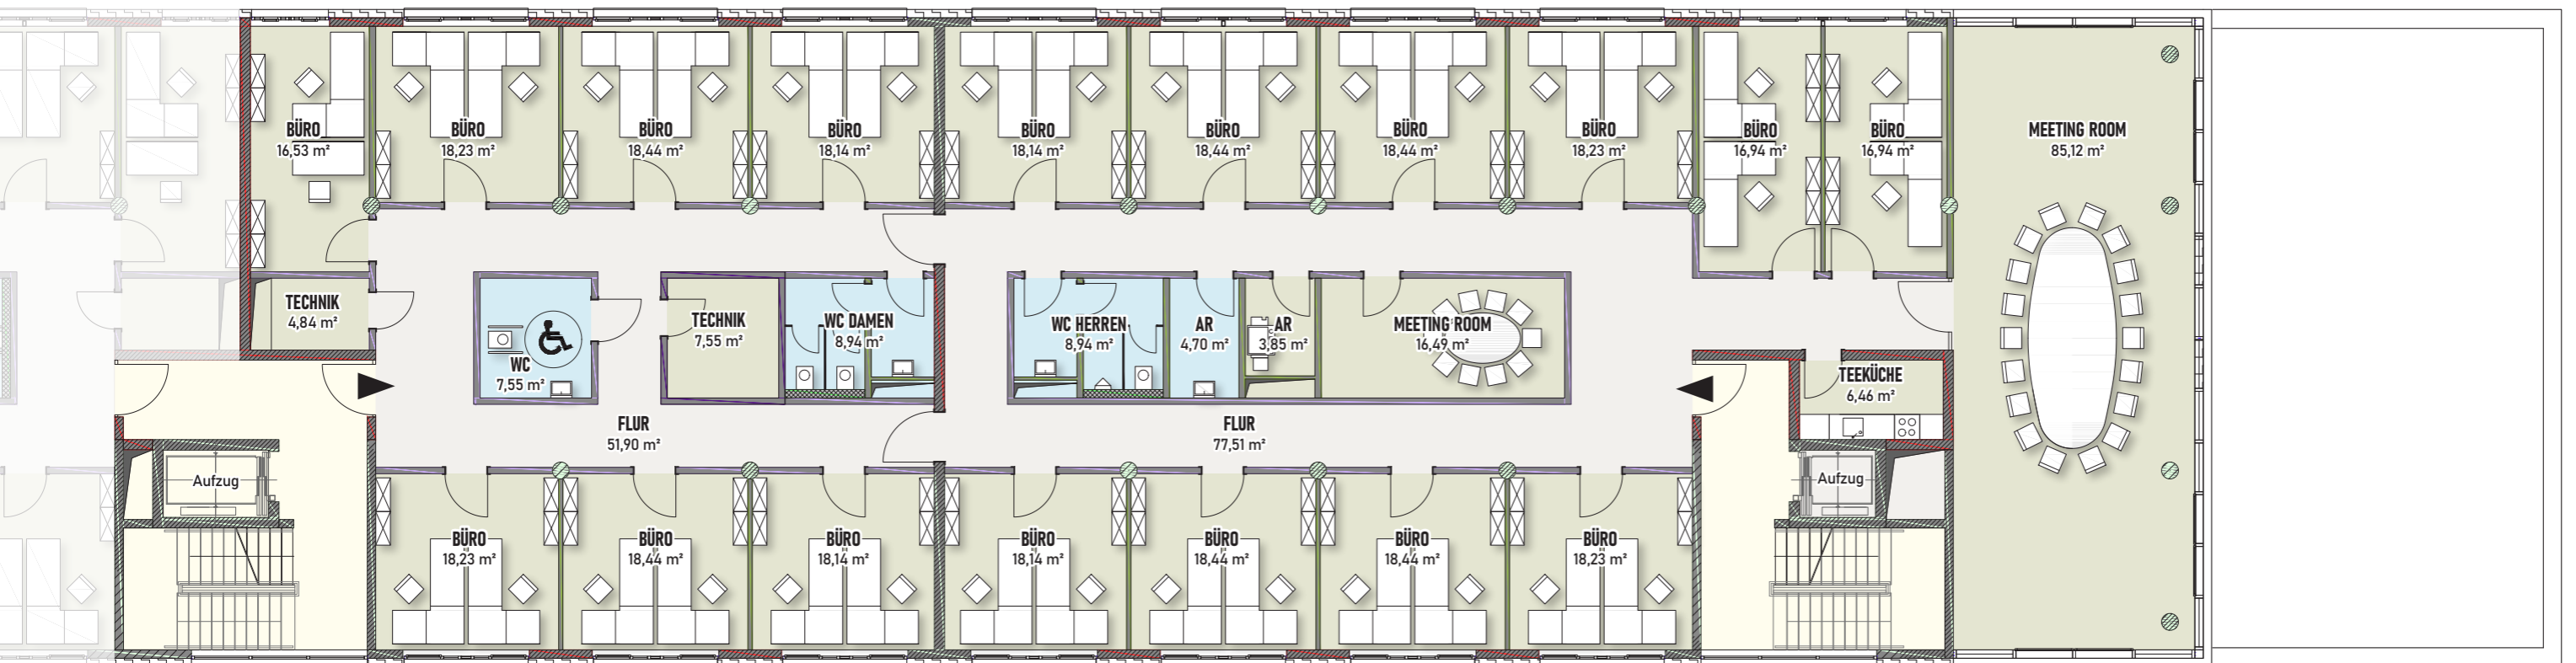 BÜRO
16,53 m²
BÜRO
18,23 m²
BÜRO
18,44 m²
BÜRO
18,14 m²
BÜRO
18,14 m²
BÜRO
18,44 m²
BÜRO
18,44 m²
BÜRO
18,23 m²
BÜRO
16,94 m²
BÜRO
16,94 m²
MEETING ROOM
85,12 m²
TECHNIK
4,84 m²
WC
7,55 m²
TECHNIK
7,55 m²
WC DAMEN
8,94 m²
WC HERREN
8,94 m²
AR
4,70 m²
AR
3,85 m²
MEETING ROOM
16,49 m²
TEEKÜCHE
6,46 m²
FLUR
51,90 m²
FLUR
77,51 m²
Aufzug
Aufzug
BÜRO
18,23 m²
BÜRO
18,44 m²
BÜRO
18,14 m²
BÜRO
18,14 m²
BÜRO
18,44 m²
BÜRO
18,44 m²
BÜRO
18,23 m²